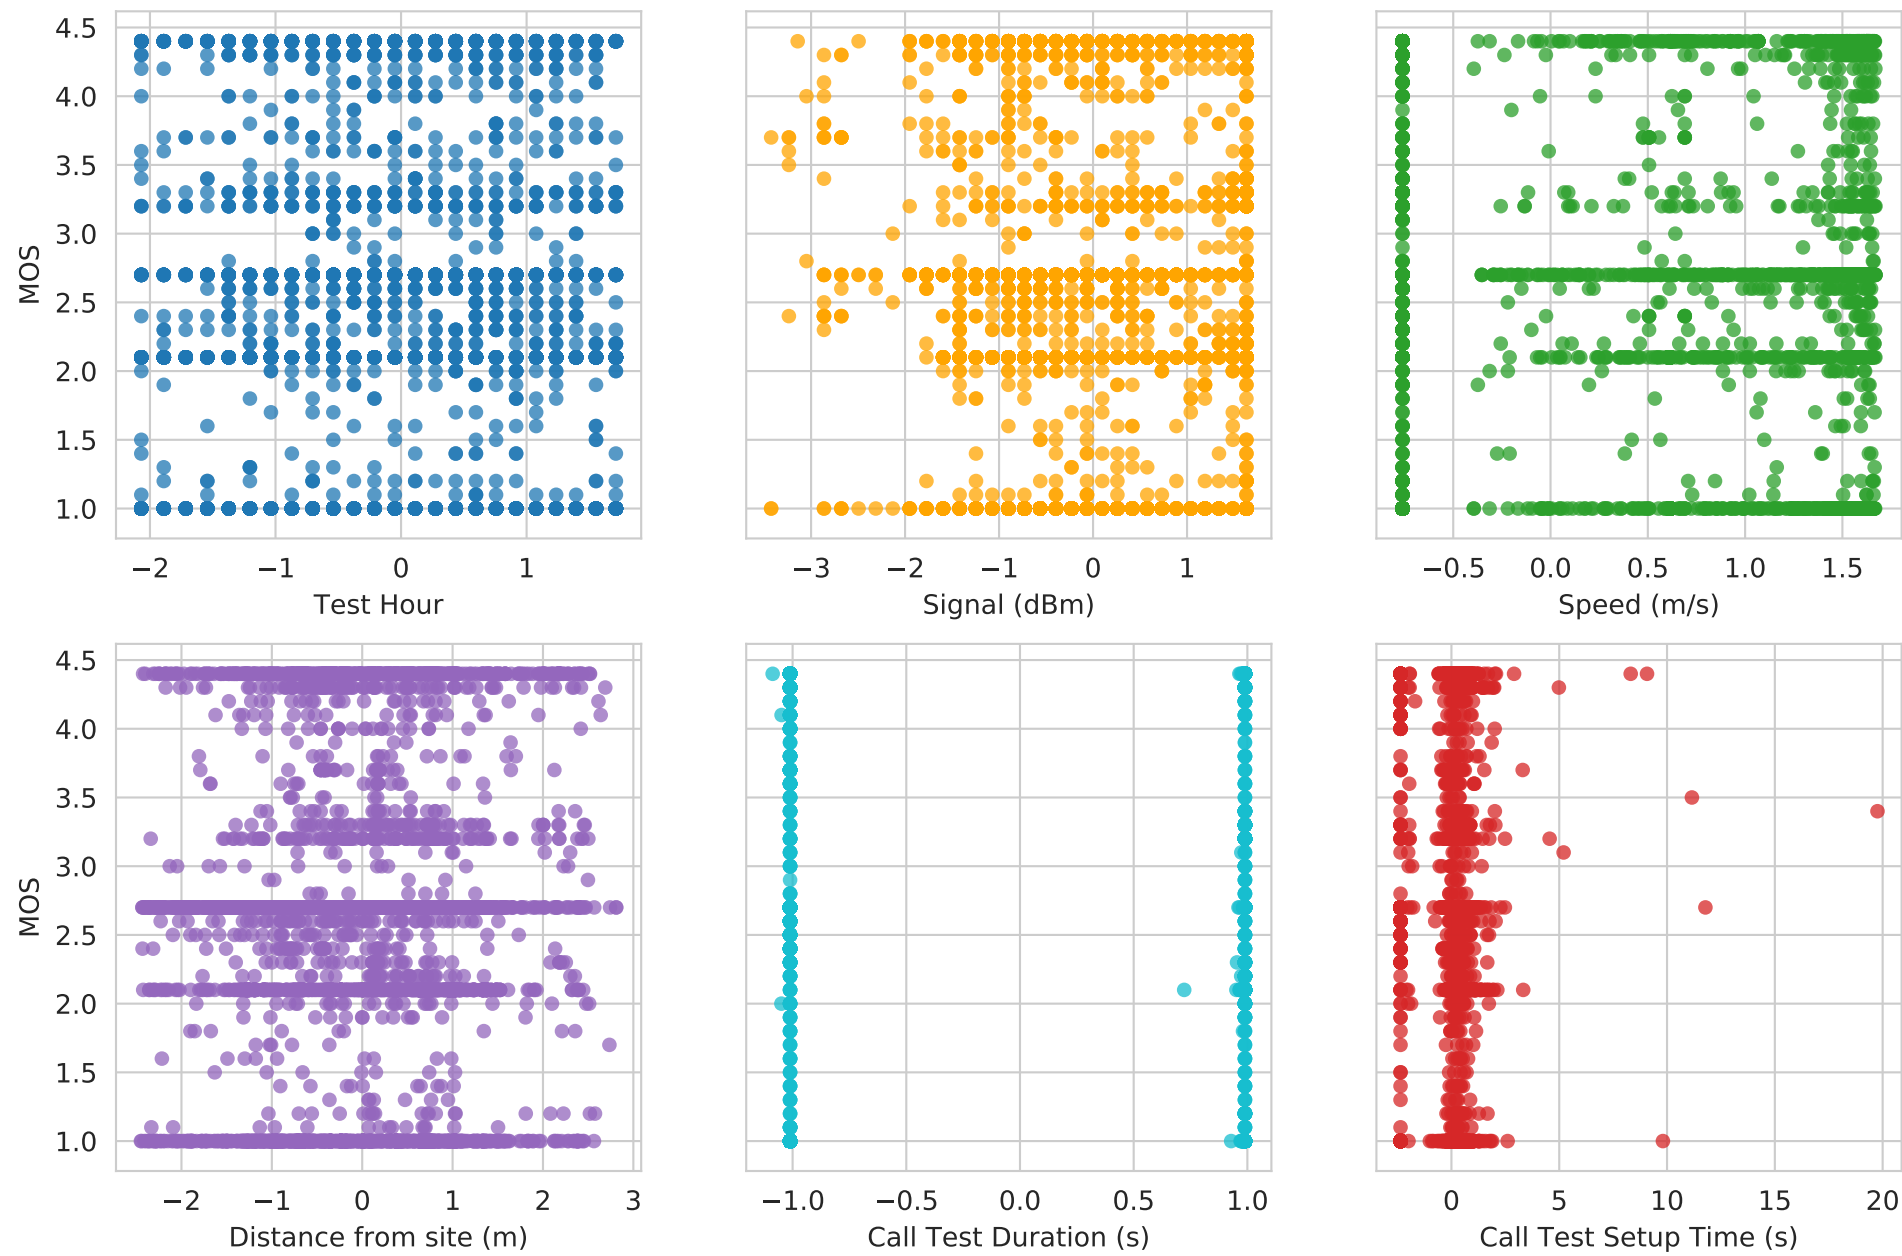 4.5
4.0
3.5
3.0
2.5
2.0
1.5
1.0
MOS
−2 −1 0 1
Test Hour
−3 −2 −1 0 1
Signal (dBm)
−0.5 0.0 0.5 1.0 1.5
Speed (m/s)
4.5
4.0
3.5
3.0
2.5
2.0
1.5
1.0
MOS
−2 −1 0 1 2 3
Distance from site (m)
−1.0 −0.5 0.0 0.5 1.0
Call Test Duration (s)
0 5 10 15 20
Call Test Setup Time (s)